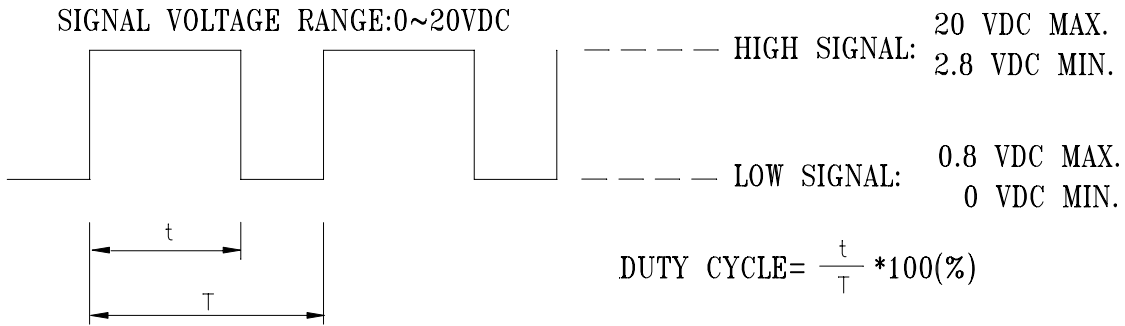 SIGNAL VOLTAGE RANGE:0~20VDC
HIGH SIGNAL: 20 VDC MAX.
2.8 VDC MIN.
LOW SIGNAL: 0.8 VDC MAX.
0 VDC MIN.
t
T
DUTY CYCLE= t/T *100(%)